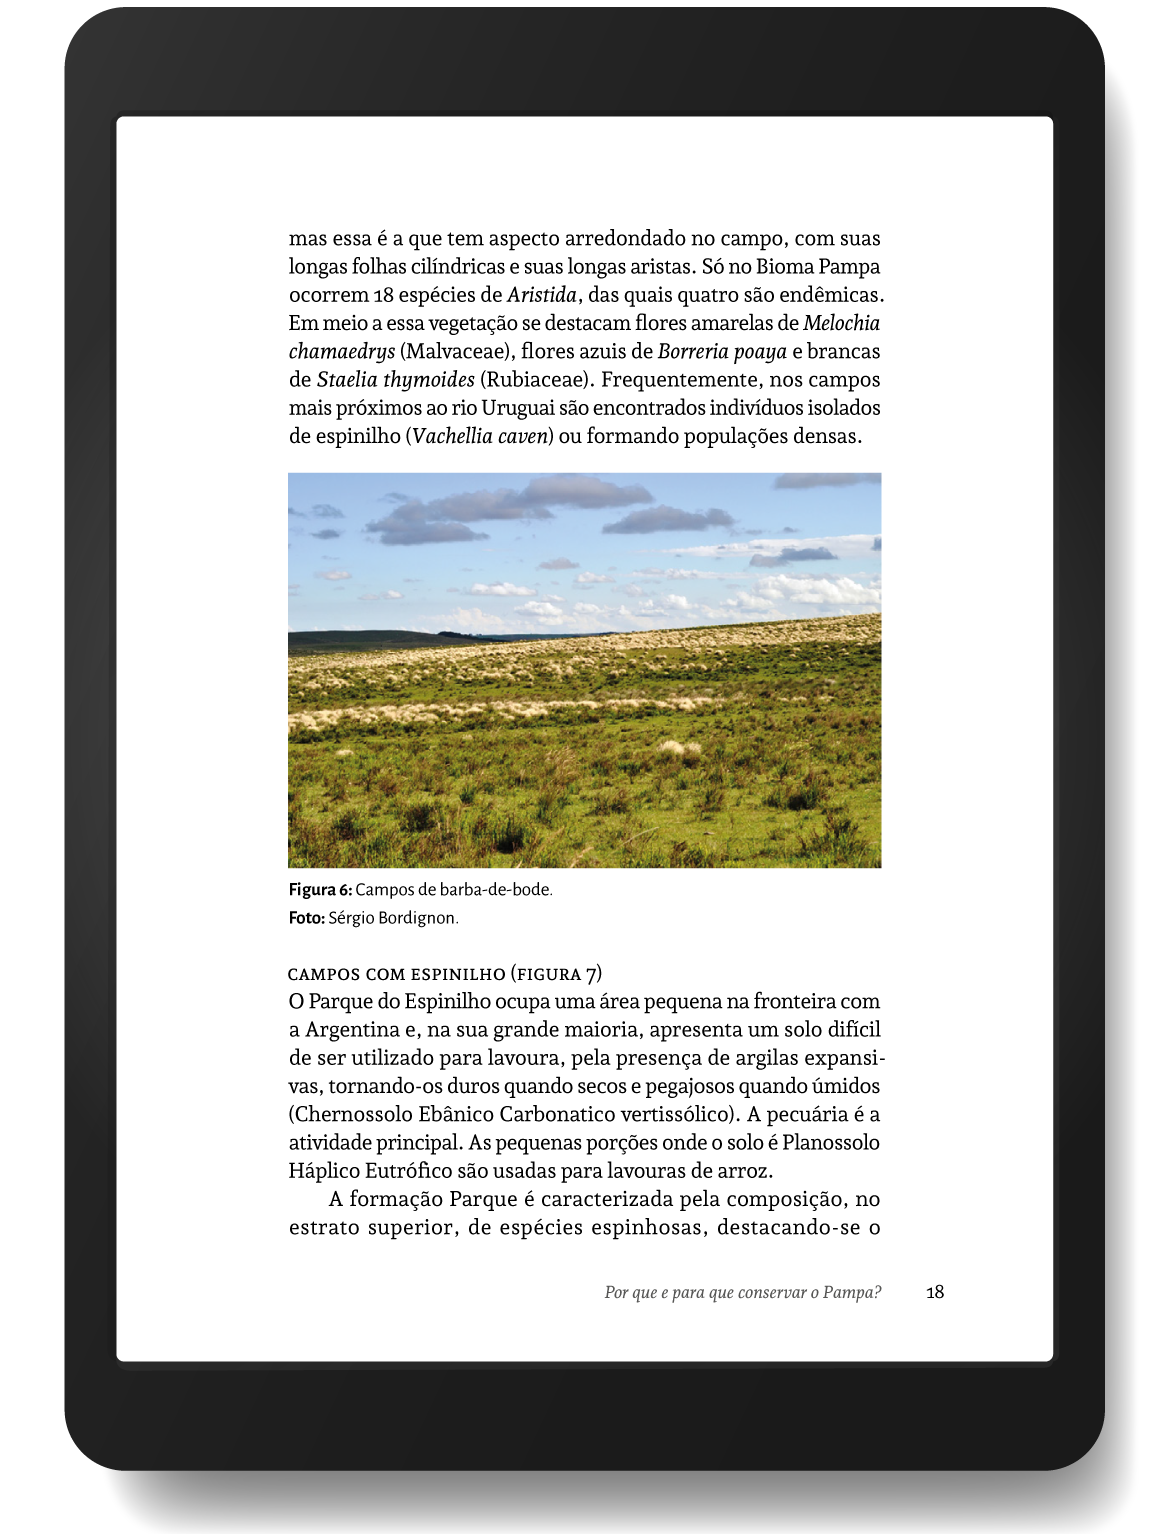 mas essa é a que tem aspecto arredondado no campo, com suas
longas folhas cilíndricas e suas longas aristas. Só no Bioma Pampa
ocorrem 18 espécies de Aristida, das quais quatro são endêmicas.
Em meio a essa vegetação se destacam flores amarelas de Melochia
chamaedrys (Malvaceae), flores azuis de Borreria poaya e brancas
de Staelia thymoides (Rubiaceae). Frequentemente, nos campos
mais próximos ao rio Uruguai são encontrados indivíduos isolados
de espinilho (Vachellia caven) ou formando populações densas.
Figura 6: Campos de barba-de-bode.
Foto: Sérgio Bordignon.
CAMPOS COM ESPINILHO (FIGURA 7)
O Parque do Espinilho ocupa uma área pequena na fronteira com
a Argentina e, na sua grande maioria, apresenta um solo difícil
de ser utilizado para lavoura, pela presença de argilas expansi-
vas, tornando-os duros quando secos e pegajosos quando úmidos
(Chernossolo Ebânico Carbonatico vertissólico). A pecuária é a
atividade principal. As pequenas porções onde o solo é Planossolo
Háplico Eutrófico são usadas para lavouras de arroz.
A formação Parque é caracterizada pela composição, no
estrato superior, de espécies espinhosas, destacando-se o
Por que e para que conservar o Pampa? 18